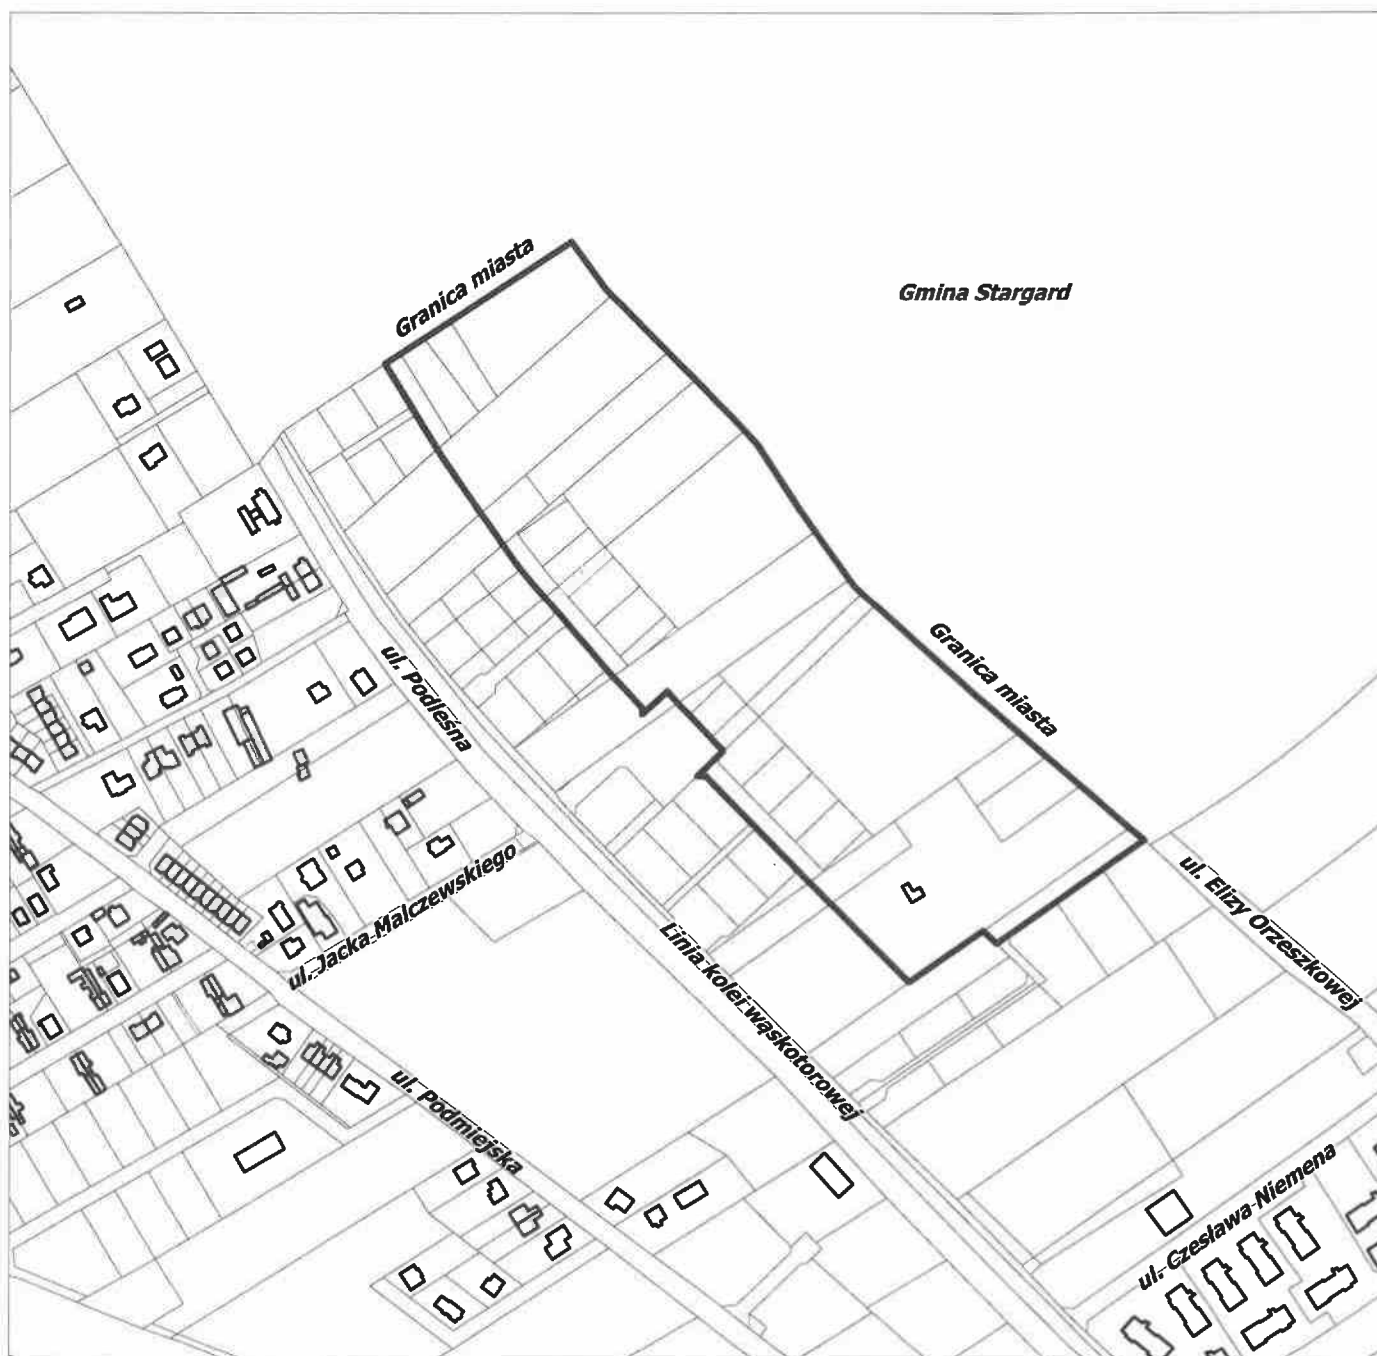 Granica miasta
Gmina Stargard
Granica miasta
ul. Podleśna
ul. Jacka Malczewskiego
ul. Elizy Orzeszkowej
Linia kolei wąskotorowej
ul. Podmiejska
ul. Czesława Niemena